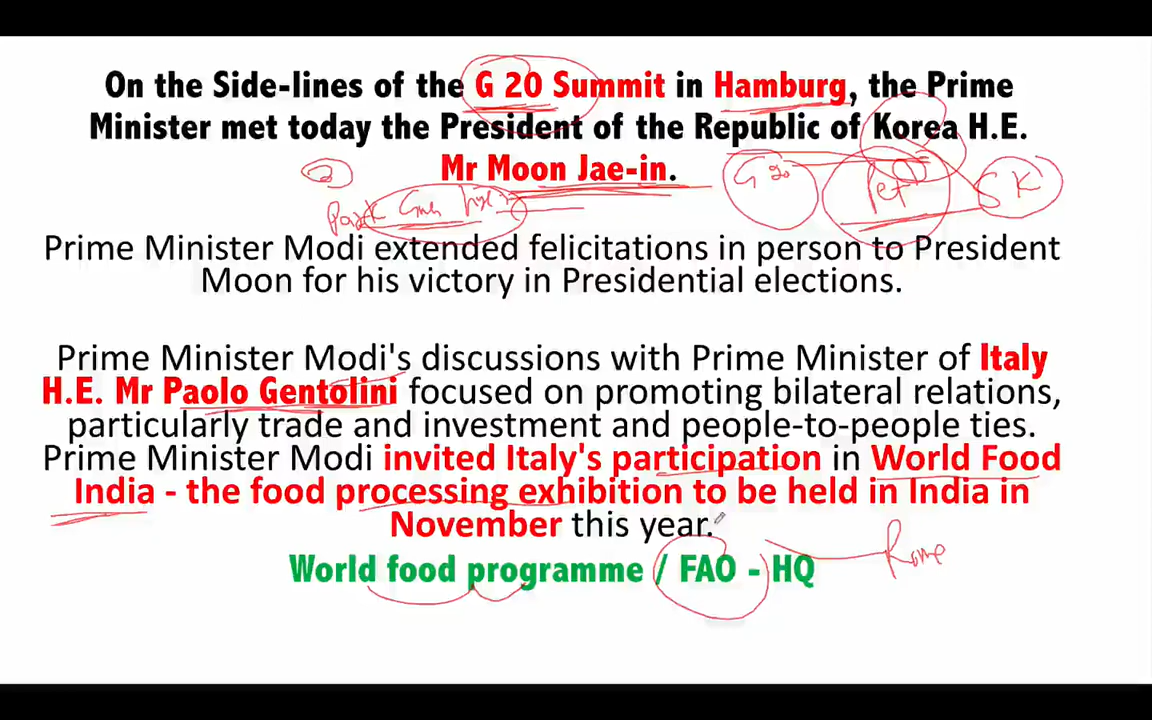 On the Side-lines of the G 20 Summit in Hamburg, the Prime
Minister met today the President of the Republic of Korea H.E.
Mr Moon Jae-in.
G 20
SK
Park
Prime Minister Modi extended felicitations in person to President
Moon for his victory in Presidential elections.
Prime Minister Modi's discussions with Prime Minister of Italy
H.E. Mr Paolo Gentolini focused on promoting bilateral relations,
particularly trade and investment and people-to-people ties.
Prime Minister Modi invited Italy's participation in World Food
India - the food processing exhibition to be held in India in
November this year.
World food programme / FAO - HQ
Rome